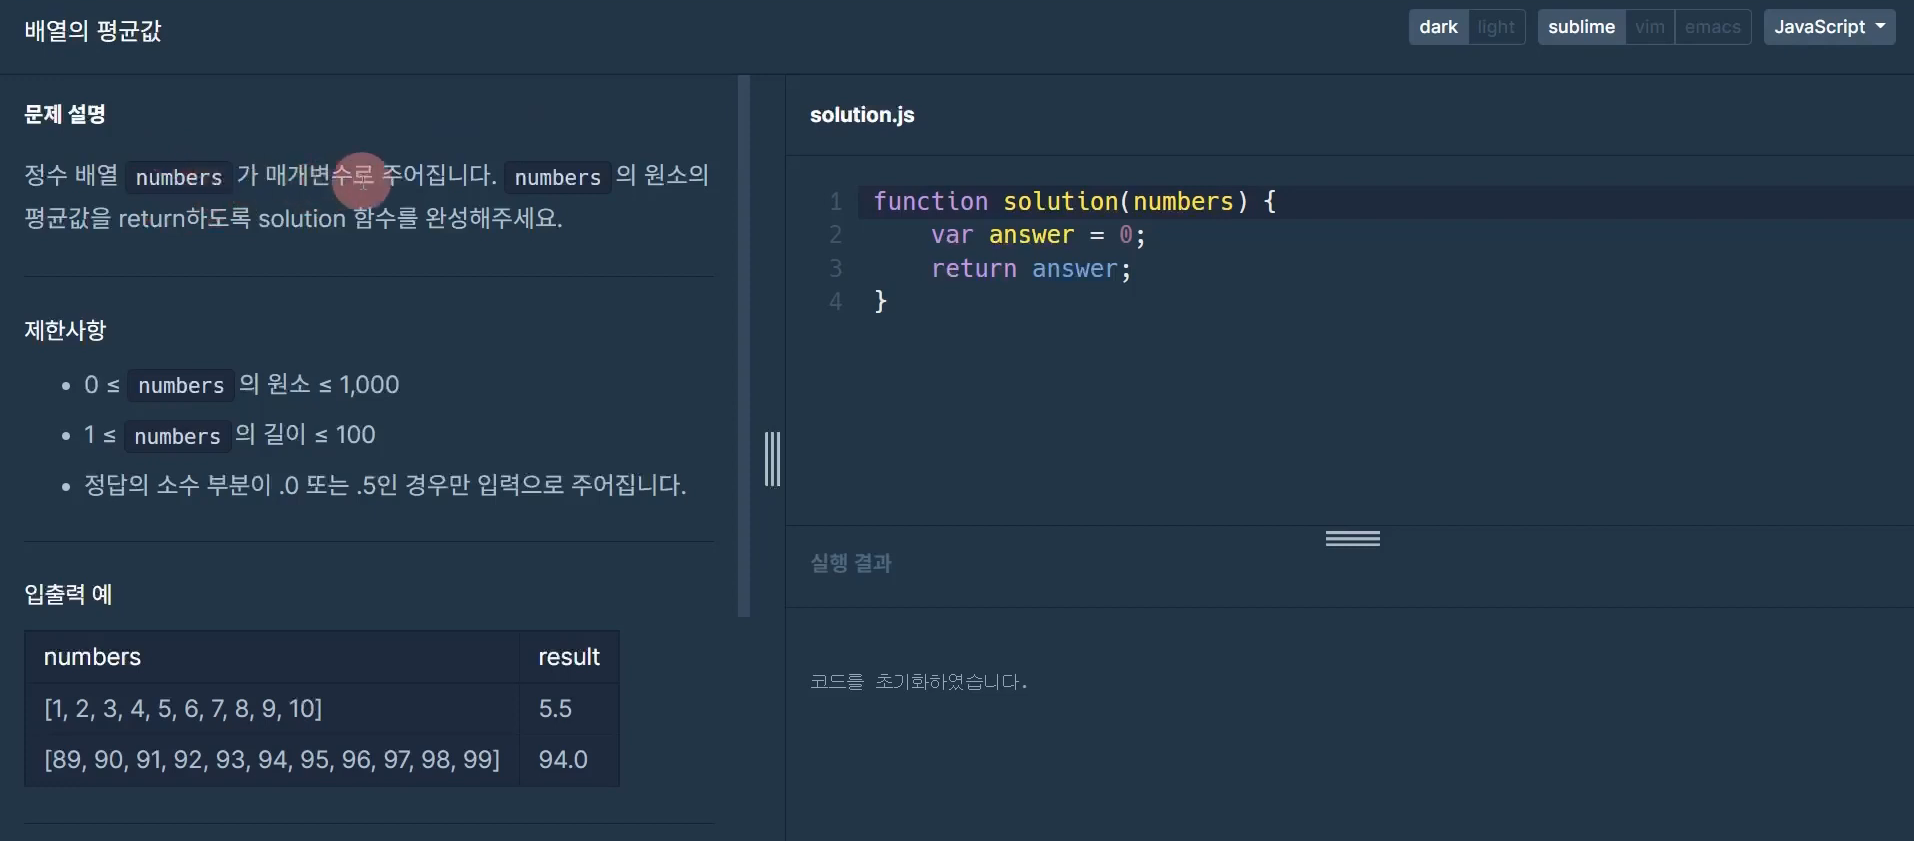 배열의 평균값
dark light sublime vim emacs JavaScript
문제 설명
정수 배열 numbers 가 매개변수로 주어집니다. numbers 의 원소의
평균값을 return하도록 solution 함수를 완성해주세요.
제한사항
• 0 ≤ numbers 의 원소 ≤ 1,000
• 1 ≤ numbers 의 길이 ≤ 100
• 정답의 소수 부분이 .0 또는 .5인 경우만 입력으로 주어집니다.
입출력 예
numbers result
[1, 2, 3, 4, 5, 6, 7, 8, 9, 10] 5.5
[89, 90, 91, 92, 93, 94, 95, 96, 97, 98, 99] 94.0
solution.js
1 function solution(numbers) {
2 var answer = 0;
3 return answer;
4 }
실행 결과
코드를 초기화하였습니다.